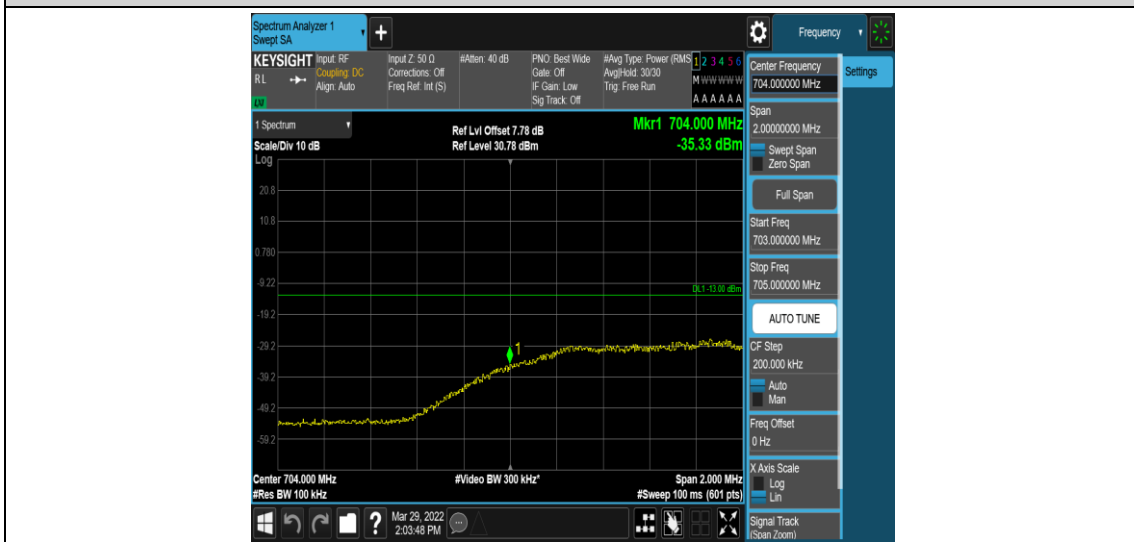 Spectrum Analyzer 1
Swept SA
Frequency
KEYSIGHT
RL
LXI
Input: RF
Coupling: DC
Align: Auto
Input Z: 50 Ω
Corrections: Off
Freq Ref: Int (S)
#Atten: 40 dB
PNO: Best Wide
Gate: Off
IF Gain: Low
Sig Track: Off
#Avg Type: Power (RMS
Avg|Hold: 30/30
Trig: Free Run
1 2 3 4 5 6
M W W W W W
A A A A A A
1 Spectrum
Scale/Div 10 dB
Ref Lvl Offset 7.78 dB
Ref Level 30.78 dBm
Mkr1 704.000 MHz
-35.33 dBm
Log
20.8
10.8
0.780
-9.22
-19.2
-29.2
-39.2
-49.2
-59.2
DL1 -13.00 dBm
1
Center 704.000 MHz
#Res BW 100 kHz
#Video BW 300 kHz*
Span 2.000 MHz
#Sweep 100 ms (601 pts)
Mar 29, 2022
2:03:48 PM
Center Frequency
704.000000 MHz
Settings
Span
2.00000000 MHz
Swept Span
Zero Span
Full Span
Start Freq
703.000000 MHz
Stop Freq
705.000000 MHz
AUTO TUNE
CF Step
200.000 kHz
Auto
Man
Freq Offset
0 Hz
X Axis Scale
Log
Lin
Signal Track
(Span Zoom)